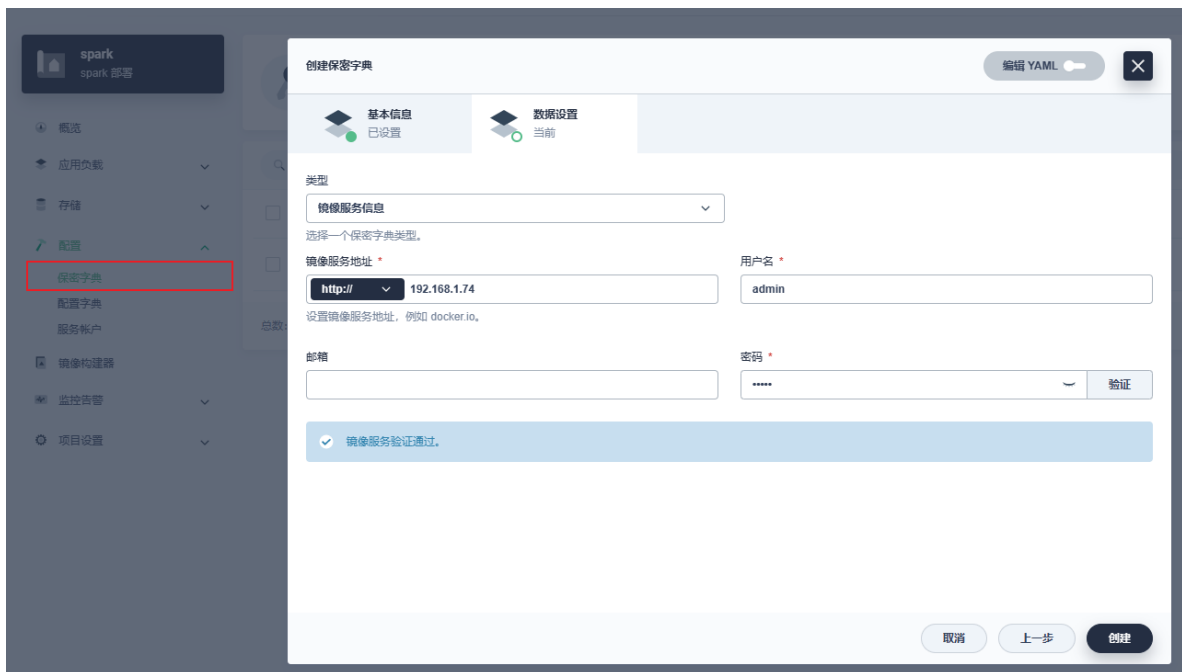 spark
spark 部署
概览
应用负载
存储
配置
保密字典
配置字典
服务帐户
镜像构建器
监控告警
项目设置
总数:
创建保密字典
编辑 YAML
基本信息
已设置
数据设置
当前
类型
镜像服务信息
选择一个保密字典类型。
镜像服务地址 *
用户名 *
http://
192.168.1.74
admin
设置镜像服务地址，例如 docker.io。
邮箱
密码 *
•••••
验证
镜像服务验证通过。
取消
上一步
创建